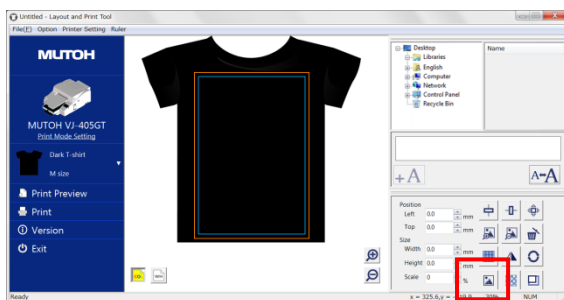 Untitled - Layout and Print Tool
File(F) Option Printer Setting Ruler
MUTOH
MUTOH VJ-405GT
Print Mode Setting
Dark T-shirt
M size
Print Preview
Print
Version
Exit
Desktop
Libraries
English
Computer
Network
Control Panel
Recycle Bin
Name
+A
A↔A
Position
Left 0.0 mm
Top 0.0 mm
Size
Width 0.0 mm
Height 0.0 mm
Scale 0 %
Ready
20%
NUM